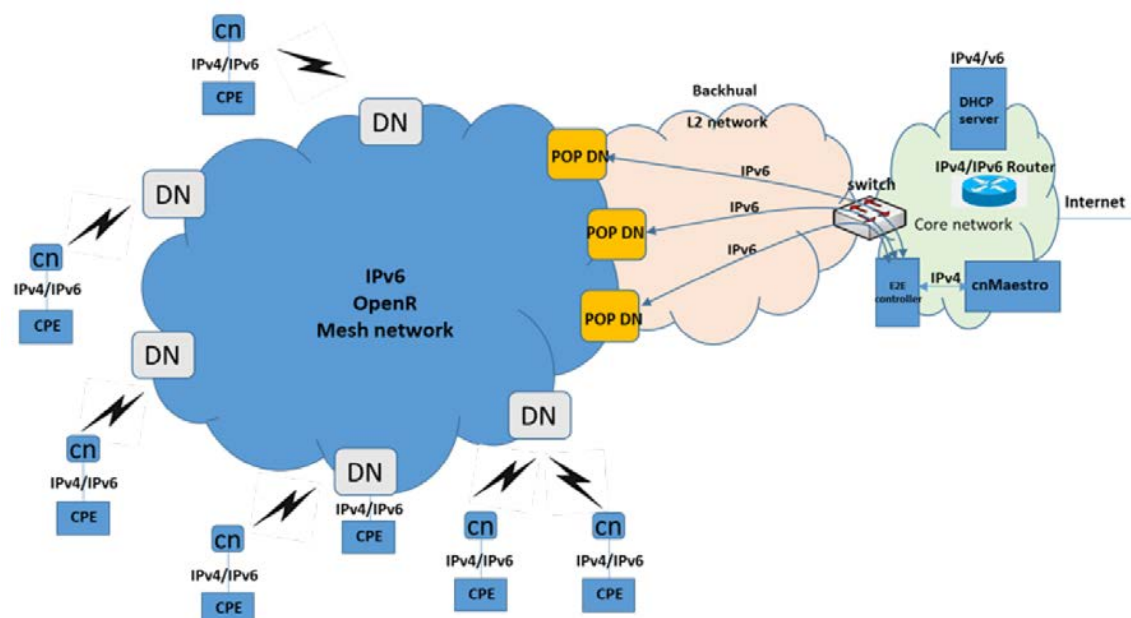 cn
IPv4/IPv6
CPE
DN
DN
cn
IPv4/IPv6
CPE
DN
cn
IPv4/IPv6
CPE
cn
IPv4/IPv6
CPE
DN
IPv4/IPv6
CPE
DN
cn
IPv4/IPv6
CPE
cn
IPv4/IPv6
CPE
IPv6
OpenR
Mesh network
POP DN
POP DN
POP DN
Backhual
L2 network
IPv6
IPv6
IPv6
switch
IPv4/v6
DHCP
server
IPv4/IPv6 Router
Core network
Internet
E2E
controller
IPv4
cnMaestro